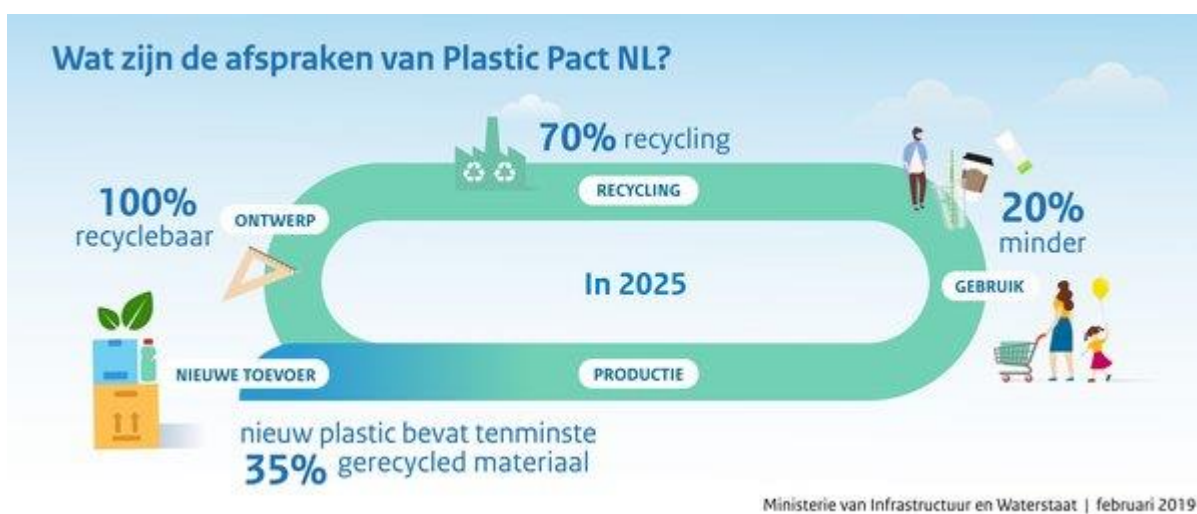 Wat zijn de afspraken van Plastic Pact NL?
70% recycling
RECYCLING
100%
recyclebaar
ONTWERP
20%
minder
In 2025
GEBRUIK
NIEUWE TOEVOER
PRODUCTIE
nieuw plastic bevat tenminste
35% gerecycled materiaal
Ministerie van Infrastructuur en Waterstaat | februari 2019